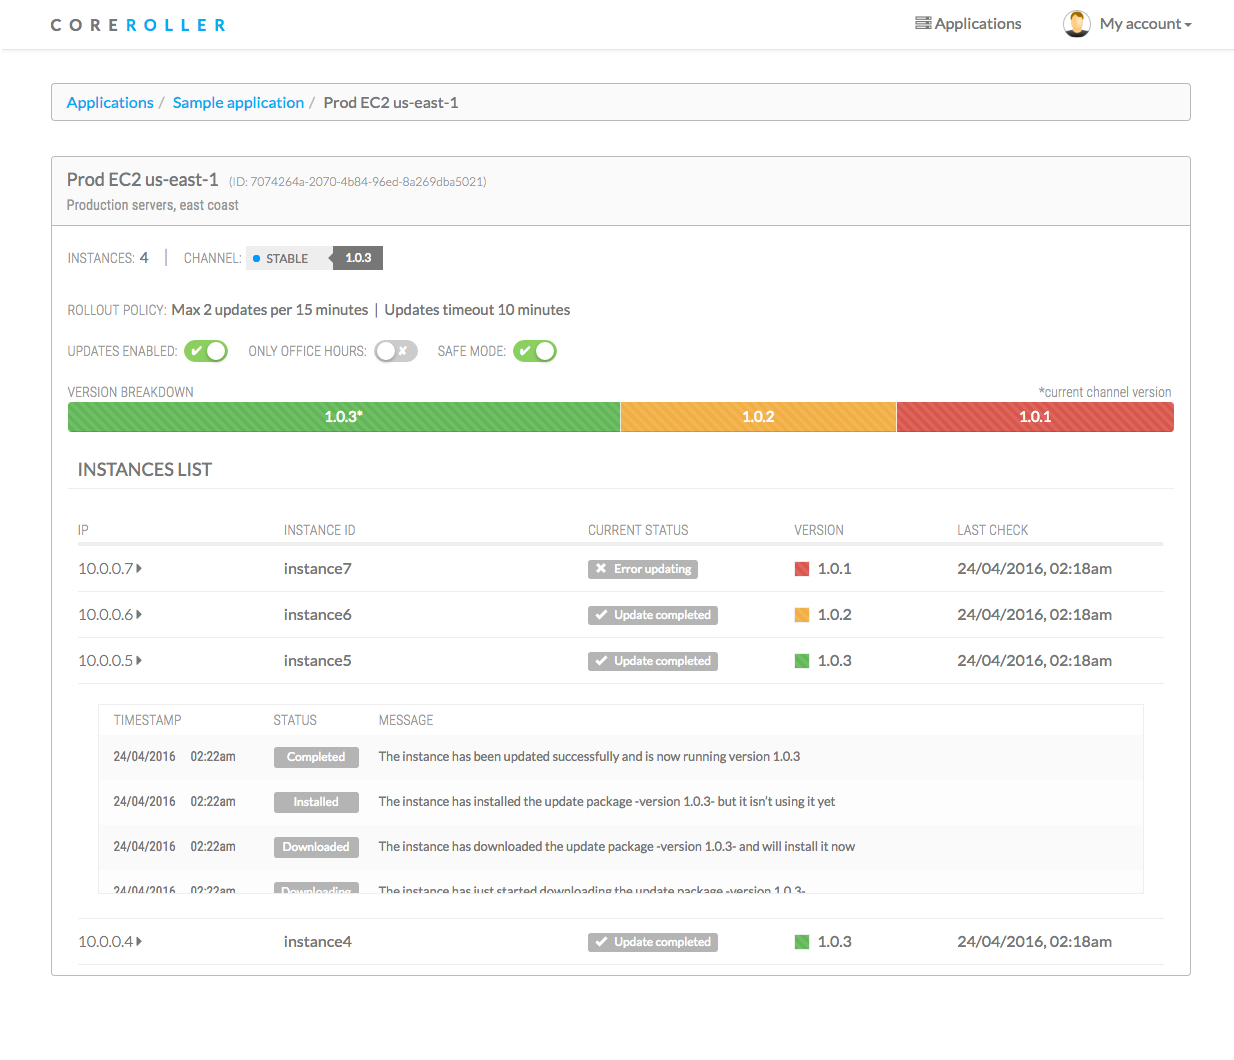 COREROLLER Applications My account
Applications / Sample application / Prod EC2 us-east-1
Prod EC2 us-east-1 (ID: 7074264a-2070-4b84-96ed-8a269dba5021)
Production servers, east coast
INSTANCES: 4 | CHANNEL: STABLE 1.0.3
ROLLOUT POLICY: Max 2 updates per 15 minutes | Updates timeout 10 minutes
UPDATES ENABLED: ONLY OFFICE HOURS: SAFE MODE:
VERSION BREAKDOWN *current channel version
1.0.3* 1.0.2 1.0.1
INSTANCES LIST
IP INSTANCE ID CURRENT STATUS VERSION LAST CHECK
10.0.0.7 instance7 Error updating 1.0.1 24/04/2016, 02:18am
10.0.0.6 instance6 Update completed 1.0.2 24/04/2016, 02:18am
10.0.0.5 instance5 Update completed 1.0.3 24/04/2016, 02:18am
TIMESTAMP STATUS MESSAGE
24/04/2016 02:22am Completed The instance has been updated successfully and is now running version 1.0.3
24/04/2016 02:22am Installed The instance has installed the update package -version 1.0.3- but it isn't using it yet
24/04/2016 02:22am Downloaded The instance has downloaded the update package -version 1.0.3- and will install it now
24/04/2016 02:22am Downloading The instance has just started downloading the update package -version 1.0.3-
10.0.0.4 instance4 Update completed 1.0.3 24/04/2016, 02:18am